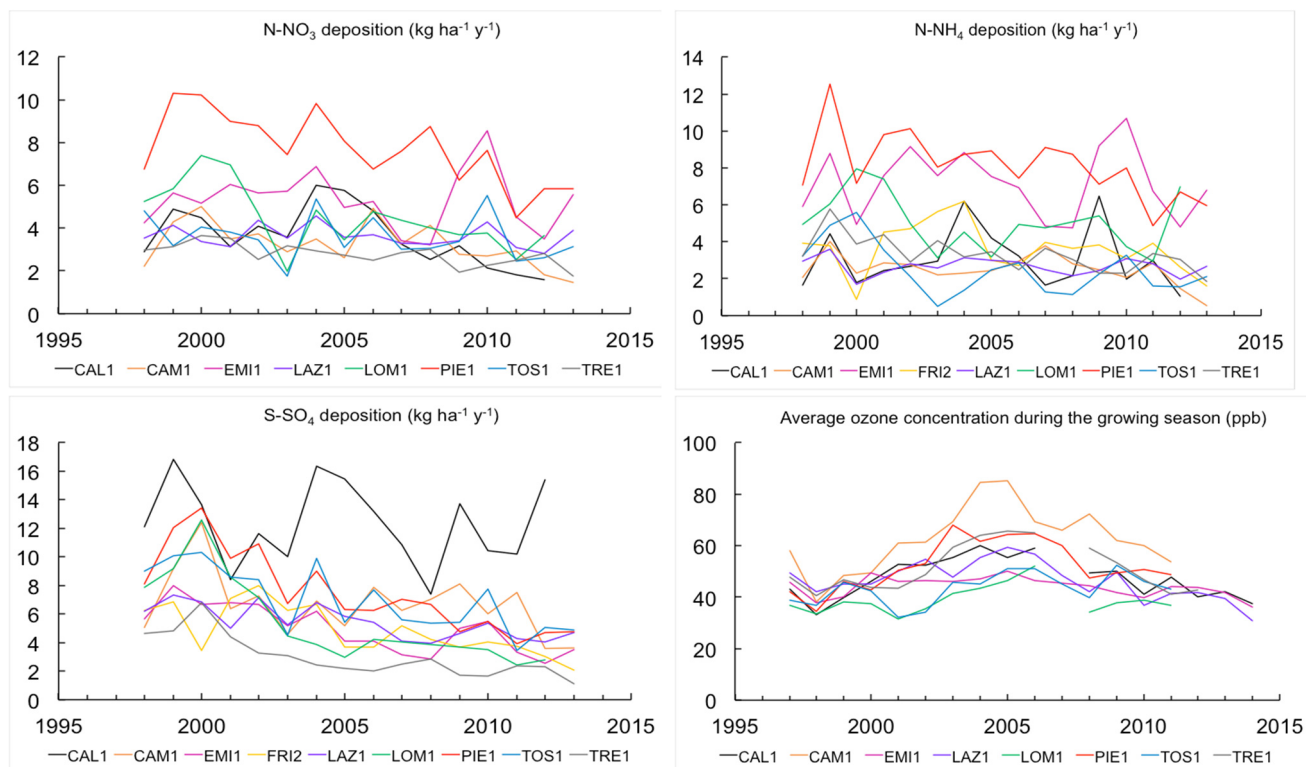 N-NO₃ deposition (kg ha⁻¹ y⁻¹)
12
10
8
6
4
2
0
1995 2000 2005 2010 2015
CAL1 CAM1 EMI1 LAZ1 LOM1 PIE1 TOS1 TRE1
N-NH₄ deposition (kg ha⁻¹ y⁻¹)
14
12
10
8
6
4
2
0
1995 2000 2005 2010 2015
CAL1 CAM1 EMI1 FRI2 LAZ1 LOM1 PIE1 TOS1 TRE1
S-SO₄ deposition (kg ha⁻¹ y⁻¹)
18
16
14
12
10
8
6
4
2
0
1995 2000 2005 2010 2015
CAL1 CAM1 EMI1 FRI2 LAZ1 LOM1 PIE1 TOS1 TRE1
Average ozone concentration during the growing season (ppb)
100
80
60
40
20
0
1995 2000 2005 2010 2015
CAL1 CAM1 EMI1 LAZ1 LOM1 PIE1 TOS1 TRE1